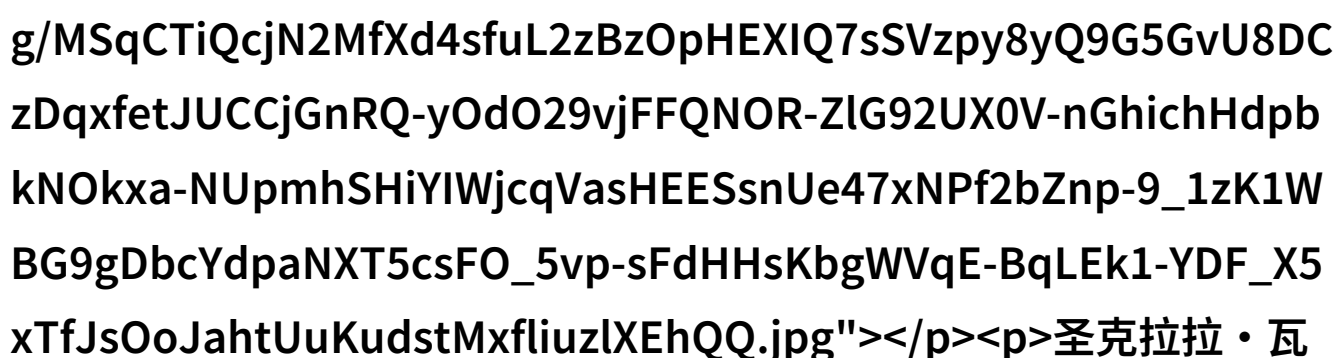 g/MSqCTiQcjN2MfXd4sfuL2zBzOpHEXIQ7sSVzpy8yQ9G5GvU8DC
zDqxfetJUCCjGnRQ-yOdO29vjFFQNOR-ZlG92UX0V-nGhichHdpb
kNOkxa-NUpmhSHiYIWjcqVasHEESsnUe47xNPf2bZnp-9_1zK1W
BG9gDbcYdpaNXT5csFO_5vp-sFdHHsKbgWVqE-BqLEk1-YDF_X5
xTfJsOoJahtUuKudstMxfliuzlXEhQQ.jpg"></p><p>圣克拉拉·瓦